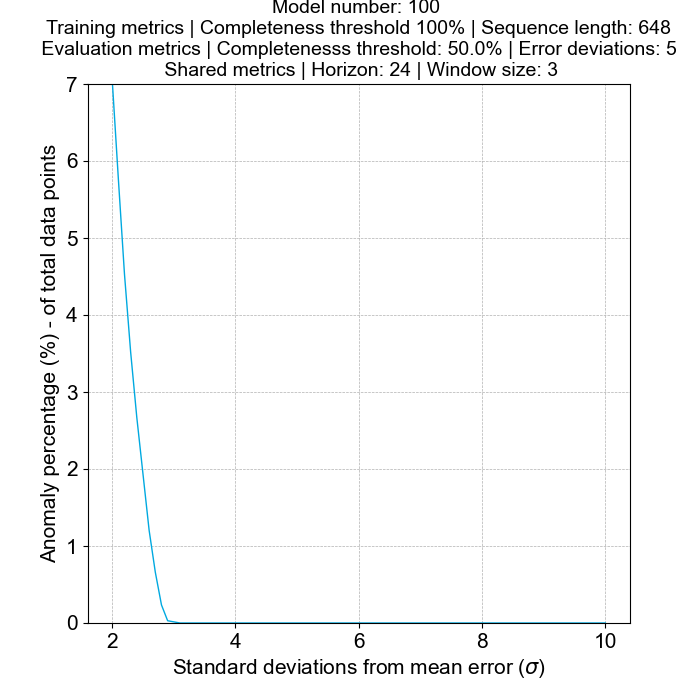 Model number: 100
Training metrics | Completeness threshold 100% | Sequence length: 648
Evaluation metrics | Completenesss threshold: 50.0% | Error deviations: 5
Shared metrics | Horizon: 24 | Window size: 3
Anomaly percentage (%) - of total data points
7
6
5
4
3
2
1
0
2 4 6 8 10
Standard deviations from mean error (σ)